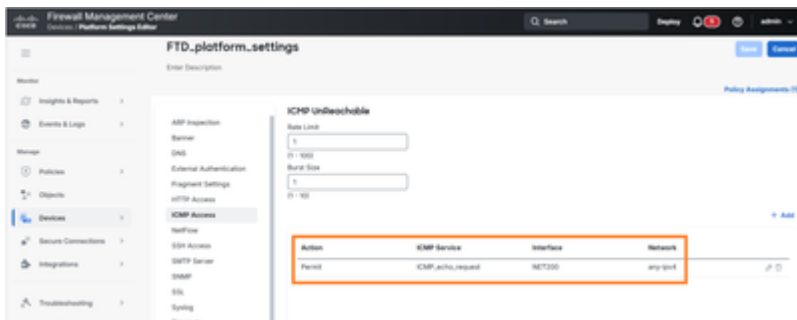 CISCO
Firewall Management Center
Devices / Platform Settings Editor
Search
Deploy
admin
FTD_platform_settings
Enter Description
Save
Cancel
Policy Assignments (1)
Monitor
Insights & Reports
Events & Logs
Manage
Policies
Objects
Devices
Secure Connections
Integrations
Troubleshooting
ARP Inspection
Banner
DNS
External Authentication
Fragment Settings
HTTP Access
ICMP Access
NetFlow
SSH Access
SMTP Server
SNMP
SSL
Syslog
ICMP UnReachable
Rate Limit
1
(1 - 100)
Burst Size
1
(1 - 10)
+ Add
Action ICMP Service Interface Network
Permit ICMP_echo_request NET200 any-ipv4